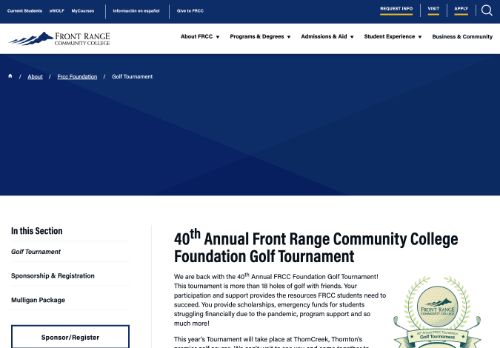 Current Students eWOLF MyCourses Información en español Give to FRCC REQUEST INFO VISIT APPLY
FRONT RANGE
COMMUNITY COLLEGE
About FRCC ▼ Programs & Degrees ▼ Admissions & Aid ▼ Student Experience ▼ Business & Community
/ About / Frcc Foundation / Golf Tournament
In this Section
Golf Tournament
Sponsorship & Registration
Mulligan Package
Sponsor/Register
40th Annual Front Range Community College
Foundation Golf Tournament
We are back with the 40th Annual FRCC Foundation Golf Tournament!
This tournament is more than 18 holes of golf with friends. Your
participation and support provides the resources FRCC students need to
succeed. You provide scholarships, emergency funds for students
struggling financially due to the pandemic, program support and so
much more!
This year's Tournament will take place at ThornCreek, Thornton's
FRONT RANGE
COMMUNITY COLLEGE
Golf Tournament